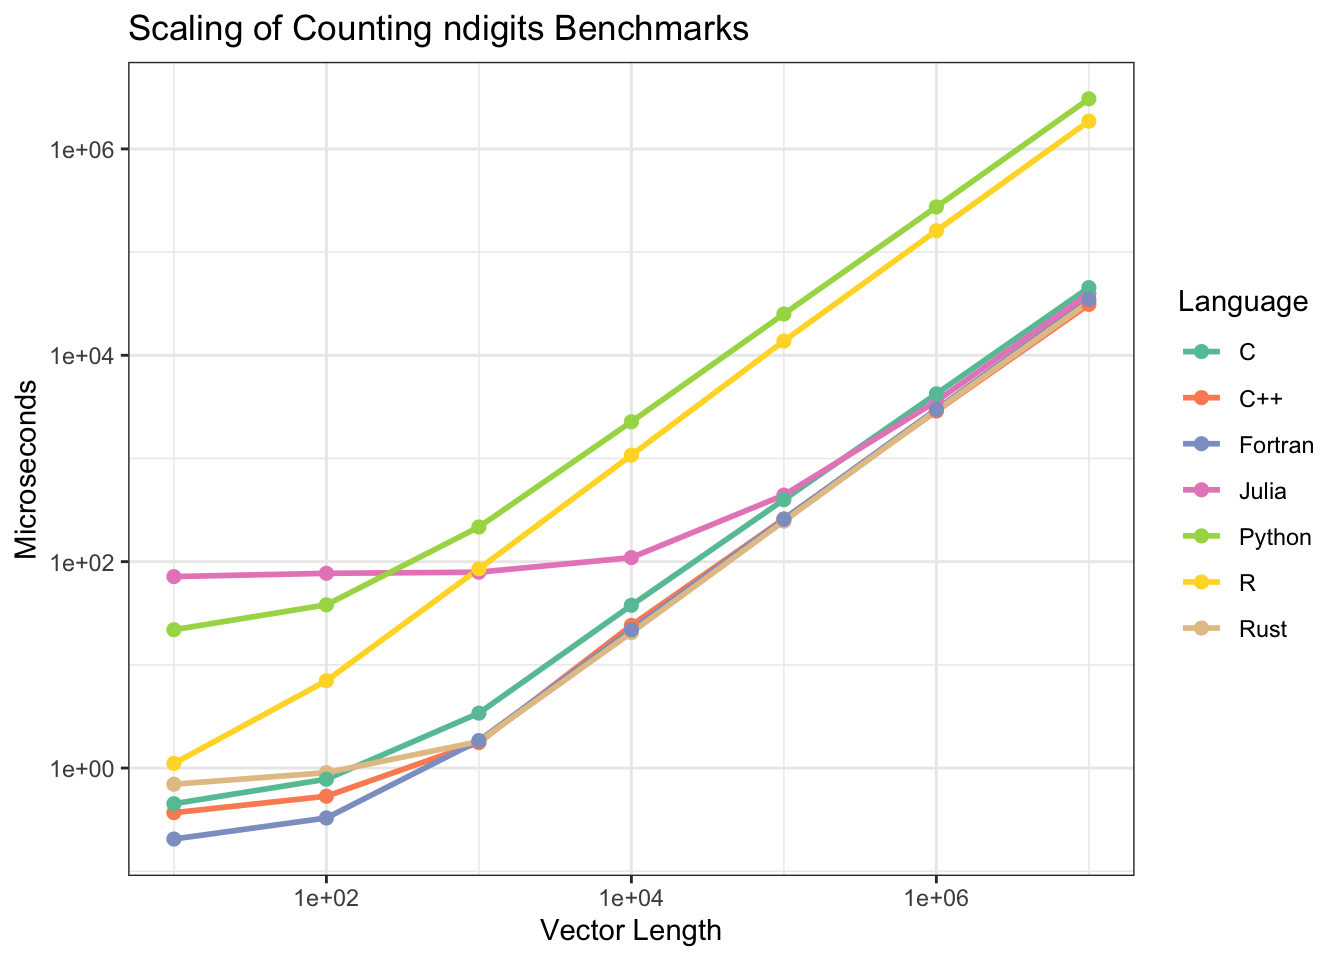 Scaling of Counting ndigits Benchmarks
1e+06
1e+04
1e+02
1e+00
Microseconds
1e+02
1e+04
1e+06
Vector Length
Language
C
C++
Fortran
Julia
Python
R
Rust